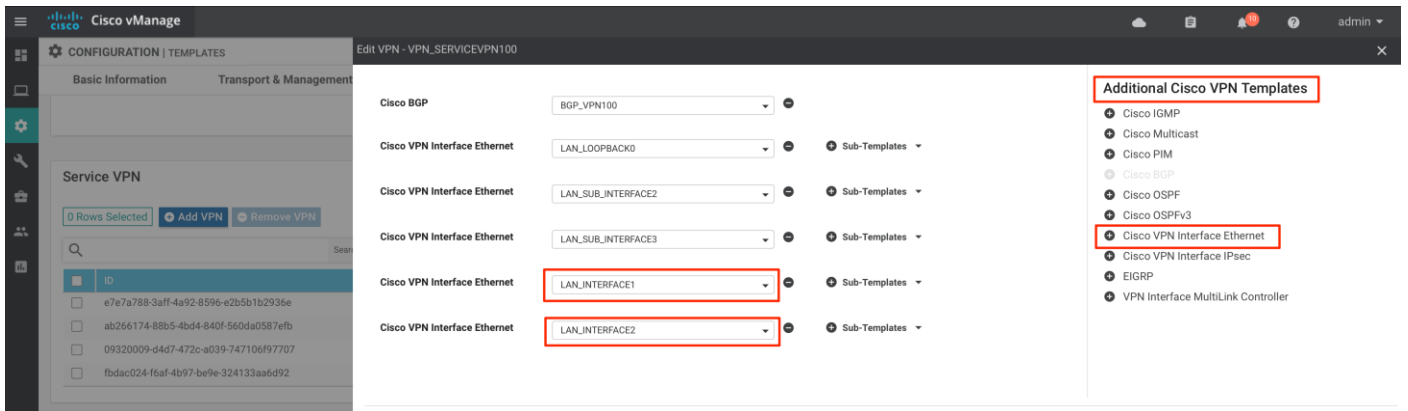 cisco Cisco vManage
10
admin
CONFIGURATION | TEMPLATES
Basic Information Transport & Management
Service VPN
0 Rows Selected Add VPN Remove VPN
Sear
ID
e7e7a788-3aff-4a92-8596-e2b5b1b2936e
ab266174-88b5-4bd4-840f-560da0587efb
09320009-d4d7-472c-a039-747106f97707
fbdac024-f6af-4b97-be9e-324133aa6d92
Edit VPN - VPN_SERVICEVPN100
Cisco BGP BGP_VPN100
Cisco VPN Interface Ethernet LAN_LOOPBACK0 Sub-Templates
Cisco VPN Interface Ethernet LAN_SUB_INTERFACE2 Sub-Templates
Cisco VPN Interface Ethernet LAN_SUB_INTERFACE3 Sub-Templates
Cisco VPN Interface Ethernet LAN_INTERFACE1 Sub-Templates
Cisco VPN Interface Ethernet LAN_INTERFACE2 Sub-Templates
Additional Cisco VPN Templates
Cisco IGMP
Cisco Multicast
Cisco PIM
Cisco BGP
Cisco OSPF
Cisco OSPFv3
Cisco VPN Interface Ethernet
Cisco VPN Interface IPsec
EIGRP
VPN Interface MultiLink Controller